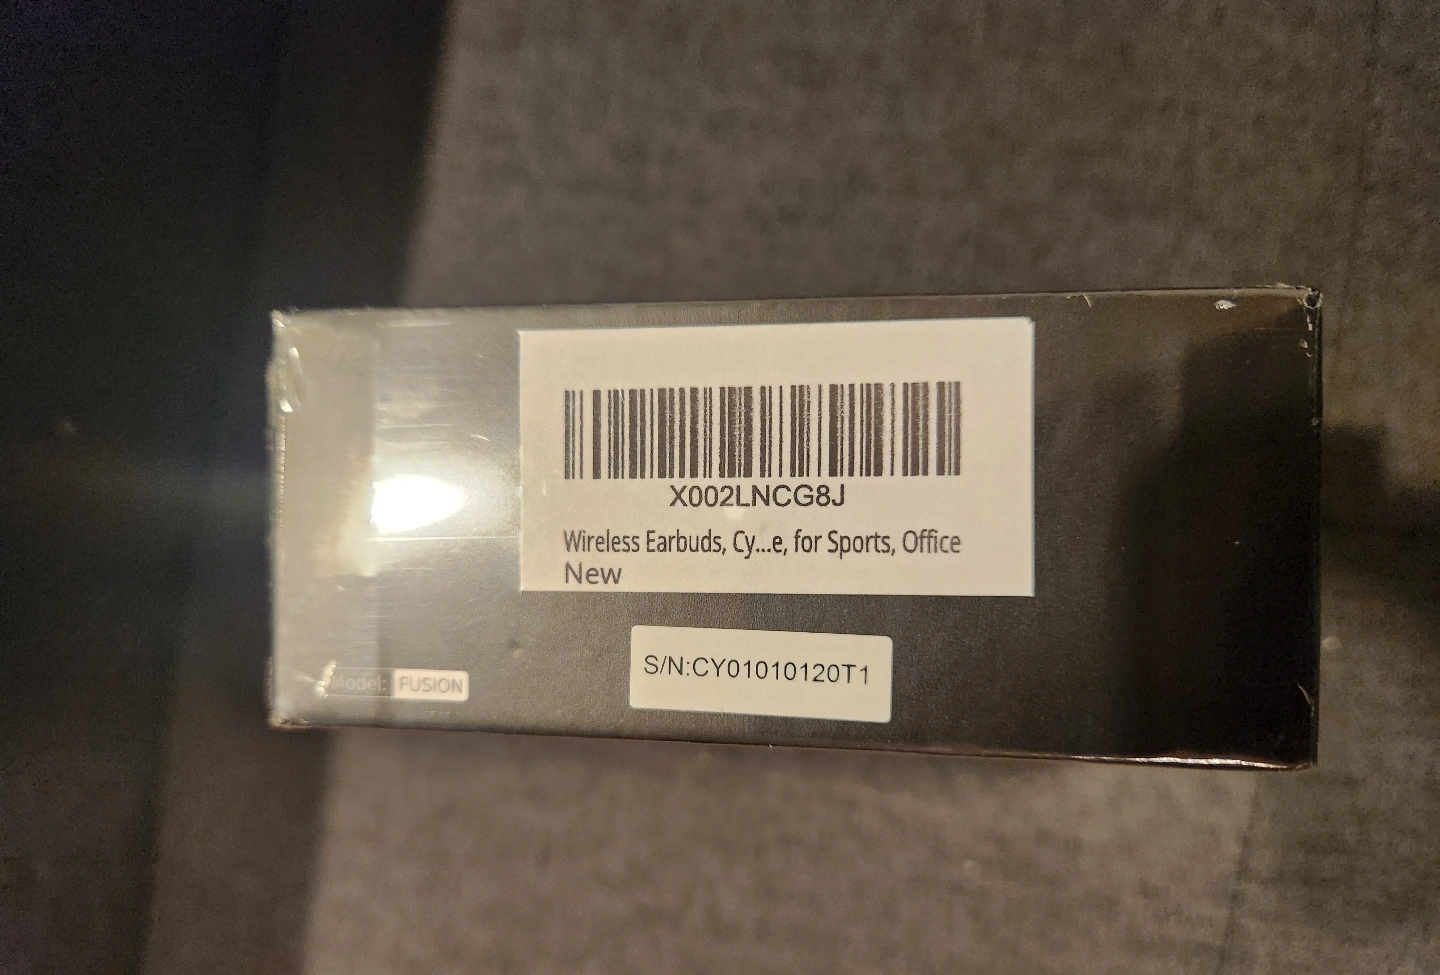 X002LNCG8J
Wireless Earbuds, Cy...e, for Sports, Office
New
S/N:CY01010120T1
Model: FUSION